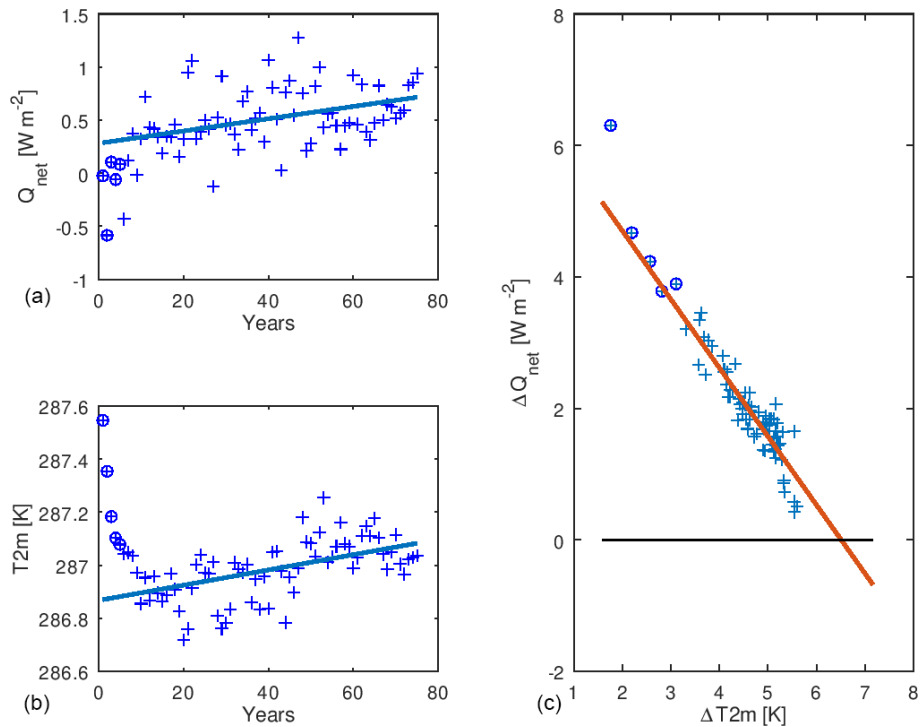 1.5
1
0.5
0
-0.5
-1
Q_net [W m^-2]
0 20 40 60 80
Years
(a)
287.6
287.4
287.2
287
286.8
286.6
T2m [K]
0 20 40 60 80
Years
(b)
8
6
4
2
0
-2
ΔQ_net [W m^-2]
1 2 3 4 5 6 7 8
ΔT2m [K]
(c)